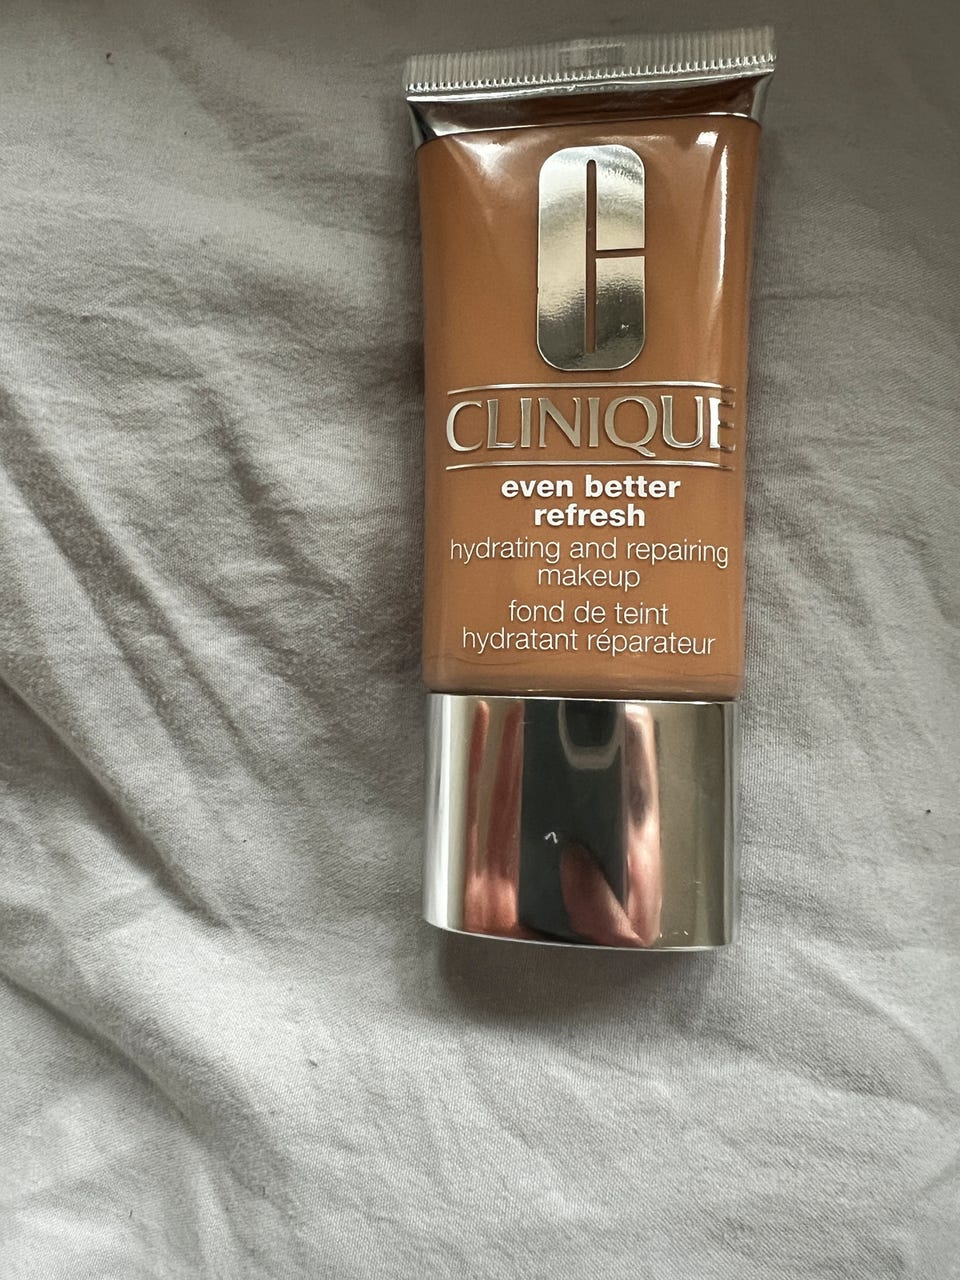 C
CLINIQUE
even better
refresh
hydrating and repairing
makeup
fond de teint
hydratant réparateur